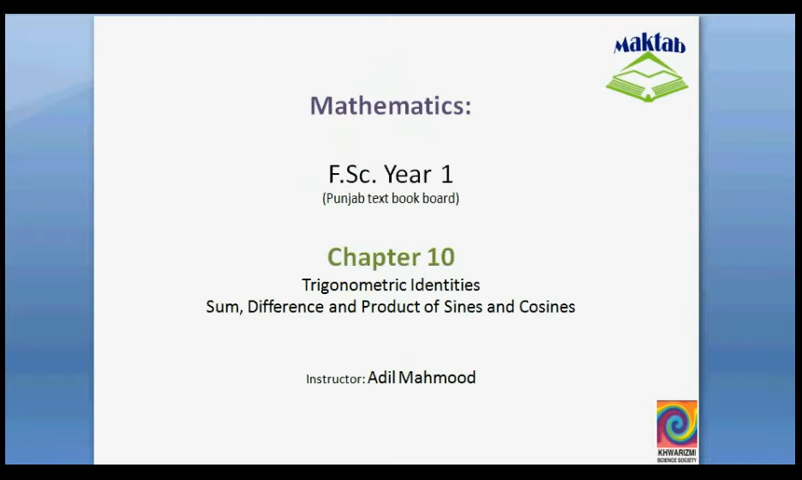 Maktab
Mathematics:
F.Sc. Year 1
(Punjab text book board)
Chapter 10
Trigonometric Identities
Sum, Difference and Product of Sines and Cosines
Instructor: Adil Mahmood
KHWARIZMI
SCIENCE SOCIETY